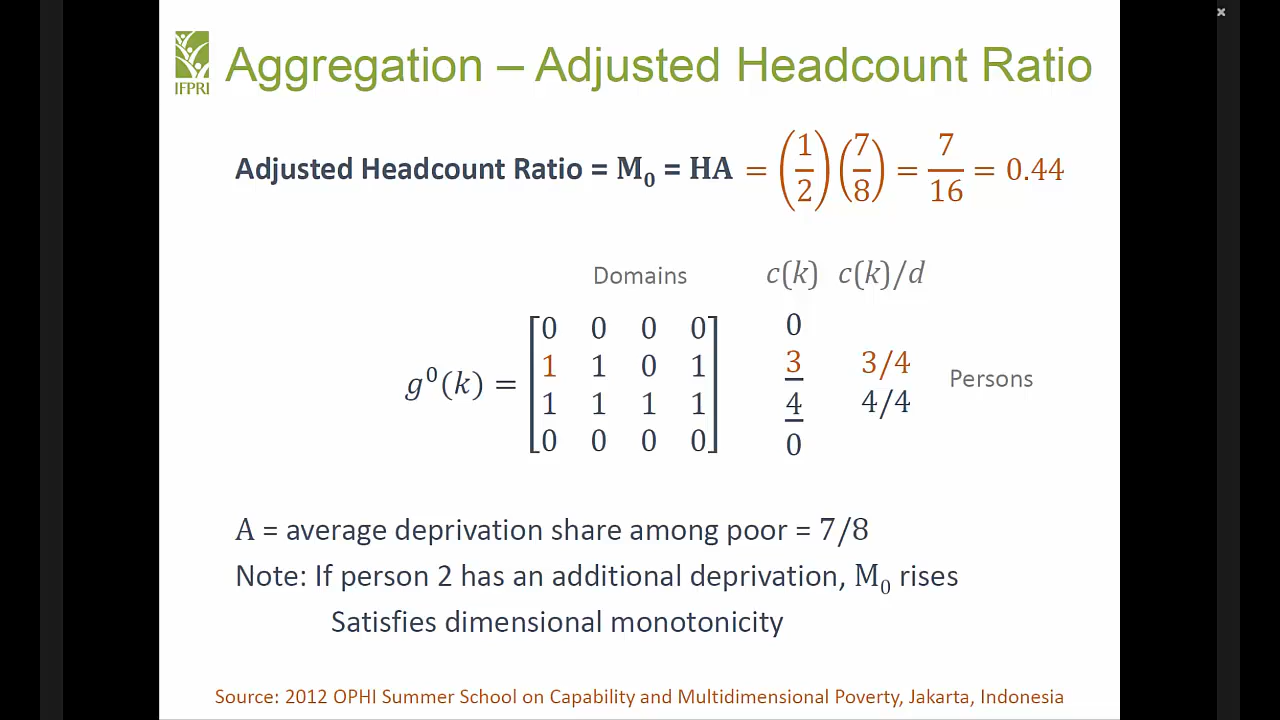 IFPRI
Aggregation – Adjusted Headcount Ratio
Adjusted Headcount Ratio = M₀ = HA = (1/2)(7/8) = 7/16 = 0.44
Domains c(k) c(k)/d
0 0 0 0 0
1 1 0 1 3 3/4
g⁰(k) = Persons
1 1 1 1 4 4/4
0 0 0 0 0
A = average deprivation share among poor = 7/8
Note: If person 2 has an additional deprivation, M₀ rises
Satisfies dimensional monotonicity
Source: 2012 OPHI Summer School on Capability and Multidimensional Poverty, Jakarta, Indonesia